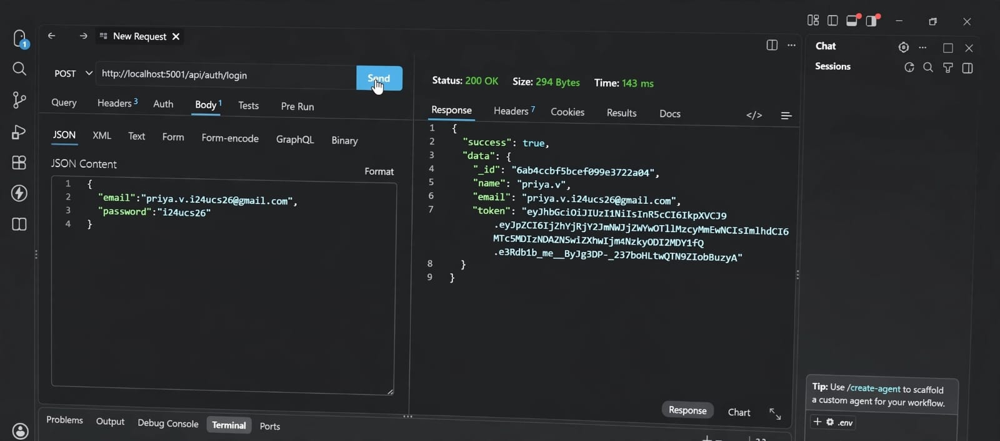 New Request
POST http://localhost:5001/api/auth/login Send
Query Headers 3 Auth Body 1 Tests Pre Run
JSON XML Text Form Form-encode GraphQL Binary
JSON Content
Format
1 {
2 "email":"priya.v.i24ucs26@gmail.com",
3 "password":"i24ucs26"
4 }
Status: 200 OK Size: 294 Bytes Time: 143 ms
Response Headers 7 Cookies Results Docs </>
1 {
2 "success": true,
3 "data": {
4 "_id": "6ab4ccbf5bcef099e3722a04",
5 "name": "priya.v",
6 "email": "priya.v.i24ucs26@gmail.com",
7 "token": "eyJhbGciOiJIUzI1NiIsInR5cCI6IkpXVCJ9
.eyJpZCI6IjZhYjRjY2JmNWJjZWYwOTllMzcyMmEwNCIsImlhdCI6
MTc5MDIzNDAZNSwiZXhwIjm4NzkyODI2MDY1fQ
.e3Rdb1b_me__ByJg3DP-_237boHLtwQTN9ZIobBuzyA"
8 }
9 }
Response Chart
Problems Output Debug Console Terminal Ports
Chat
Sessions
Tip: Use /create-agent to scaffold
a custom agent for your workflow.
.env
1